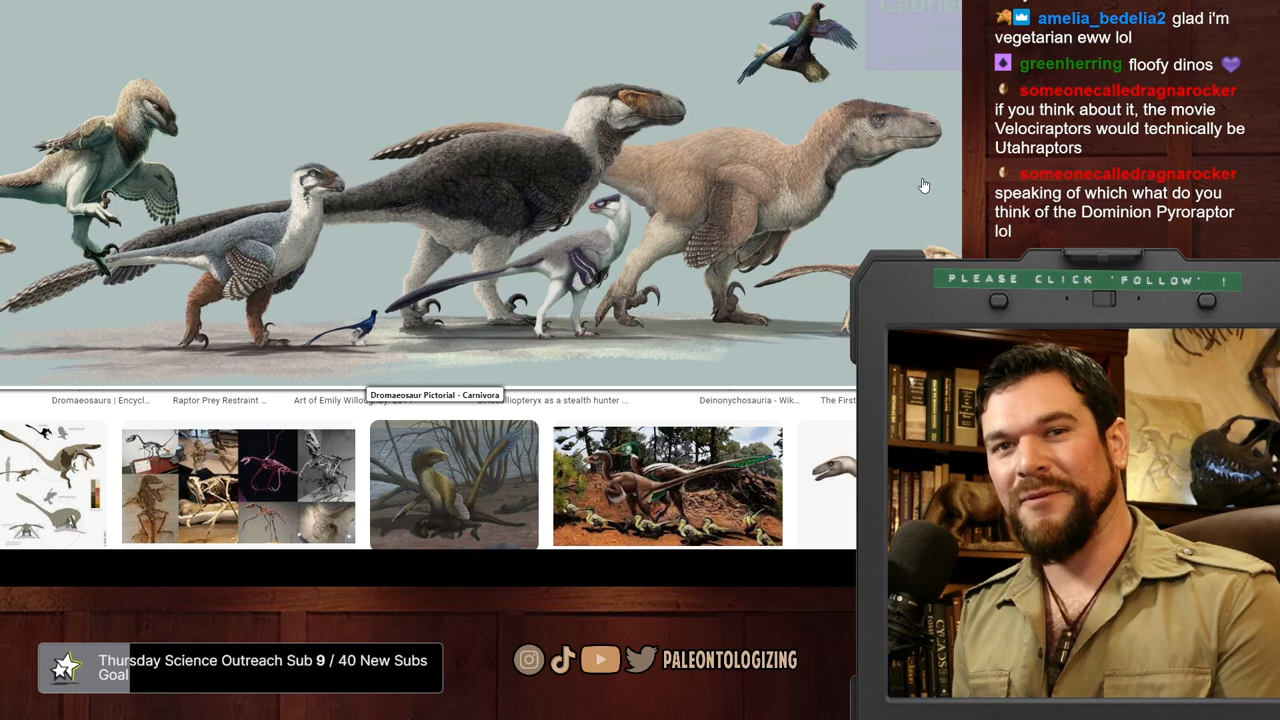 Gabriel
amelia_bedelia2 glad i'm
vegetarian eww lol
greenherring floofy dinos
someonecalledragnarocker
if you think about it, the movie
Velociraptors would technically be
Utahraptors
someonecalledragnarocker
speaking of which what do you
think of the Dominion Pyroraptor
lol
PLEASE CLICK 'FOLLOW' !
Dromaeosaur Pictorial - Carnivora
Dromaeosaurs | Encycl...
Raptor Prey Restraint ...
Art of Emily Willoughby:
opteryx as a stealth hunter ...
Deinonychosauria - Wik...
The First
CYCADS
Thursday Science Outreach Sub 9 / 40 New Subs
Goal
PALEONTOLOGIZING